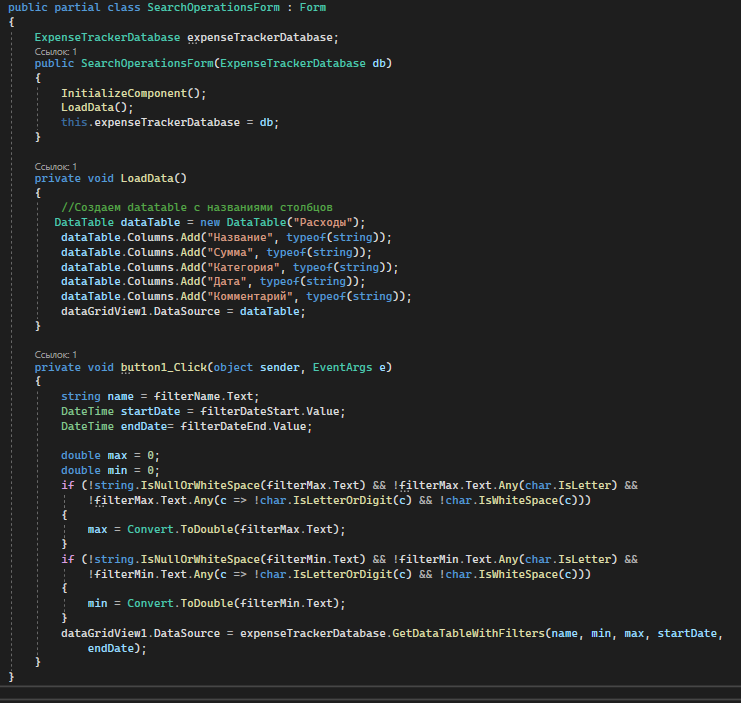 public partial class SearchOperationsForm : Form
{
ExpenseTrackerDatabase expenseTrackerDatabase;
Ссылок: 1
public SearchOperationsForm(ExpenseTrackerDatabase db)
{
InitializeComponent();
LoadData();
this.expenseTrackerDatabase = db;
}
Ссылок: 1
private void LoadData()
{
//Создаем datatable с названиями столбцов
DataTable dataTable = new DataTable("Расходы");
dataTable.Columns.Add("Название", typeof(string));
dataTable.Columns.Add("Сумма", typeof(string));
dataTable.Columns.Add("Категория", typeof(string));
dataTable.Columns.Add("Дата", typeof(string));
dataTable.Columns.Add("Комментарий", typeof(string));
dataGridView1.DataSource = dataTable;
}
Ссылок: 1
private void button1_Click(object sender, EventArgs e)
{
string name = filterName.Text;
DateTime startDate = filterDateStart.Value;
DateTime endDate= filterDateEnd.Value;
double max = 0;
double min = 0;
if (!string.IsNullOrWhiteSpace(filterMax.Text) && !filterMax.Text.Any(char.IsLetter) &&
!filterMax.Text.Any(c => !char.IsLetterOrDigit(c) && !char.IsWhiteSpace(c)))
{
max = Convert.ToDouble(filterMax.Text);
}
if (!string.IsNullOrWhiteSpace(filterMin.Text) && !filterMin.Text.Any(char.IsLetter) &&
!filterMin.Text.Any(c => !char.IsLetterOrDigit(c) && !char.IsWhiteSpace(c)))
{
min = Convert.ToDouble(filterMin.Text);
}
dataGridView1.DataSource = expenseTrackerDatabase.GetDataTableWithFilters(name, min, max, startDate,
endDate);
}
}